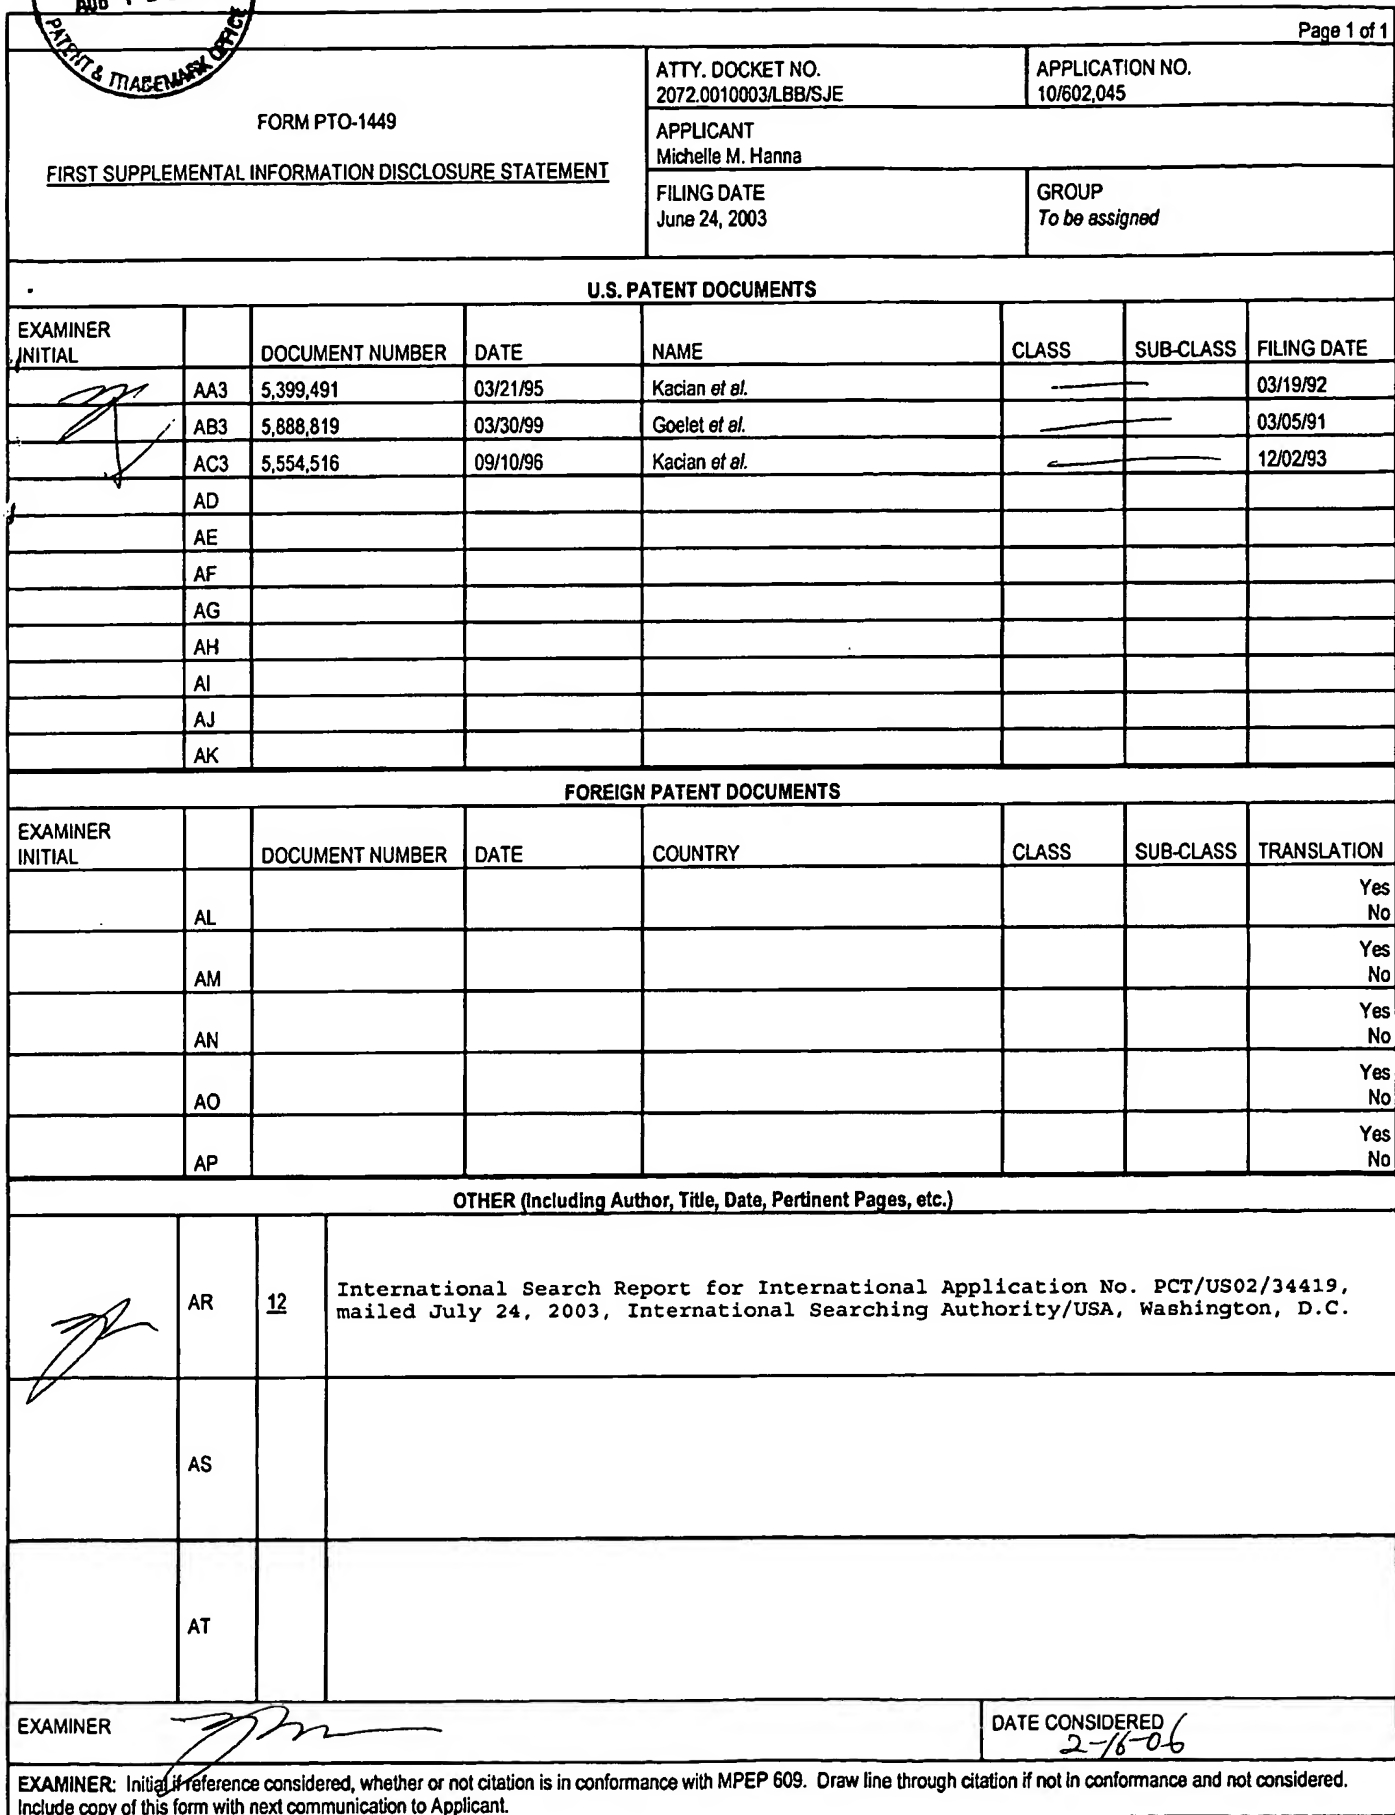 PATENT & TRADEMARK OFFICE
Page 1 of 1
FORM PTO-1449
FIRST SUPPLEMENTAL INFORMATION DISCLOSURE STATEMENT
ATTY. DOCKET NO.
2072.0010003/LBB/SJE
APPLICATION NO.
10/602,045
APPLICANT
Michelle M. Hanna
FILING DATE
June 24, 2003
GROUP
To be assigned
U.S. PATENT DOCUMENTS
EXAMINER
INITIAL DOCUMENT NUMBER DATE NAME CLASS SUB-CLASS FILING DATE
AA3 5,399,491 03/21/95 Kacian et al. 03/19/92
AB3 5,888,819 03/30/99 Goelet et al. 03/05/91
AC3 5,554,516 09/10/96 Kacian et al. 12/02/93
AD
AE
AF
AG
AH
AI
AJ
AK
FOREIGN PATENT DOCUMENTS
EXAMINER
INITIAL DOCUMENT NUMBER DATE COUNTRY CLASS SUB-CLASS TRANSLATION
Yes
AL No
Yes
AM No
Yes
AN No
Yes
AO No
Yes
AP No
OTHER (Including Author, Title, Date, Pertinent Pages, etc.)
AR 12 International Search Report for International Application No. PCT/US02/34419,
mailed July 24, 2003, International Searching Authority/USA, Washington, D.C.
AS
AT
EXAMINER
DATE CONSIDERED
2-16-06
EXAMINER: Initial if reference considered, whether or not citation is in conformance with MPEP 609. Draw line through citation if not in conformance and not considered.
Include copy of this form with next communication to Applicant.